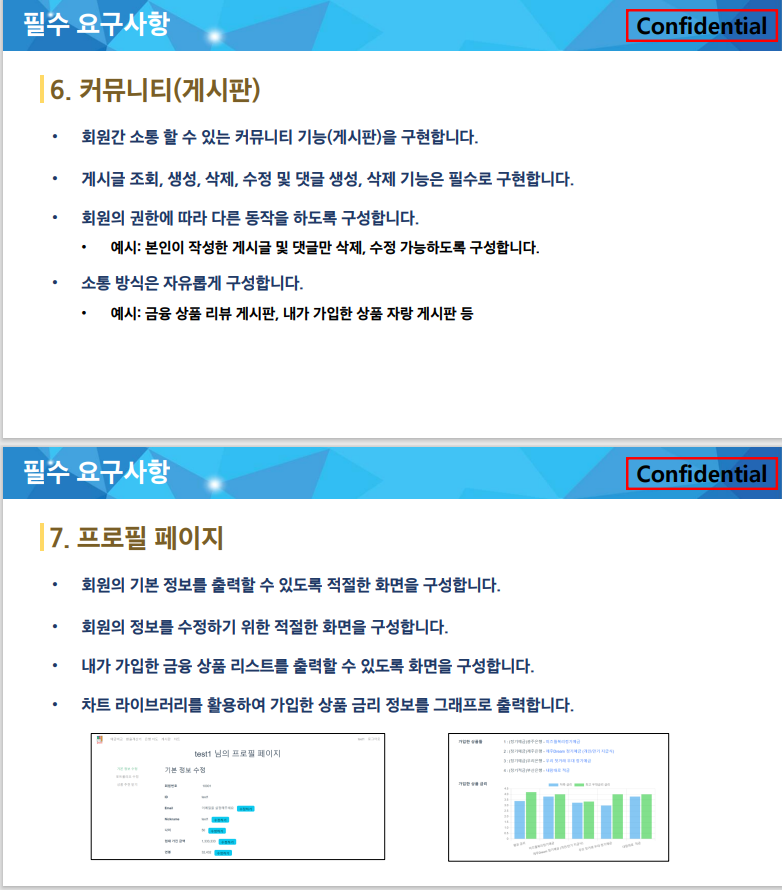 필수 요구사항
Confidential
6. 커뮤니티(게시판)
• 회원간 소통 할 수 있는 커뮤니티 기능(게시판)을 구현합니다.
• 게시글 조회, 생성, 삭제, 수정 및 댓글 생성, 삭제 기능은 필수로 구현합니다.
• 회원의 권한에 따라 다른 동작을 하도록 구성합니다.
• 예시: 본인이 작성한 게시글 및 댓글만 삭제, 수정 가능하도록 구성합니다.
• 소통 방식은 자유롭게 구성합니다.
• 예시: 금융 상품 리뷰 게시판, 내가 가입한 상품 자랑 게시판 등
필수 요구사항
Confidential
7. 프로필 페이지
• 회원의 기본 정보를 출력할 수 있도록 적절한 화면을 구성합니다.
• 회원의 정보를 수정하기 위한 적절한 화면을 구성합니다.
• 내가 가입한 금융 상품 리스트를 출력할 수 있도록 화면을 구성합니다.
• 차트 라이브러리를 활용하여 가입한 상품 금리 정보를 그래프로 출력합니다.
test1 님의 프로필 페이지
기본 정보 수정
회원번호
ID
Email
Nickname
나이
연봉
가입한 상품들
가입한 상품 금리